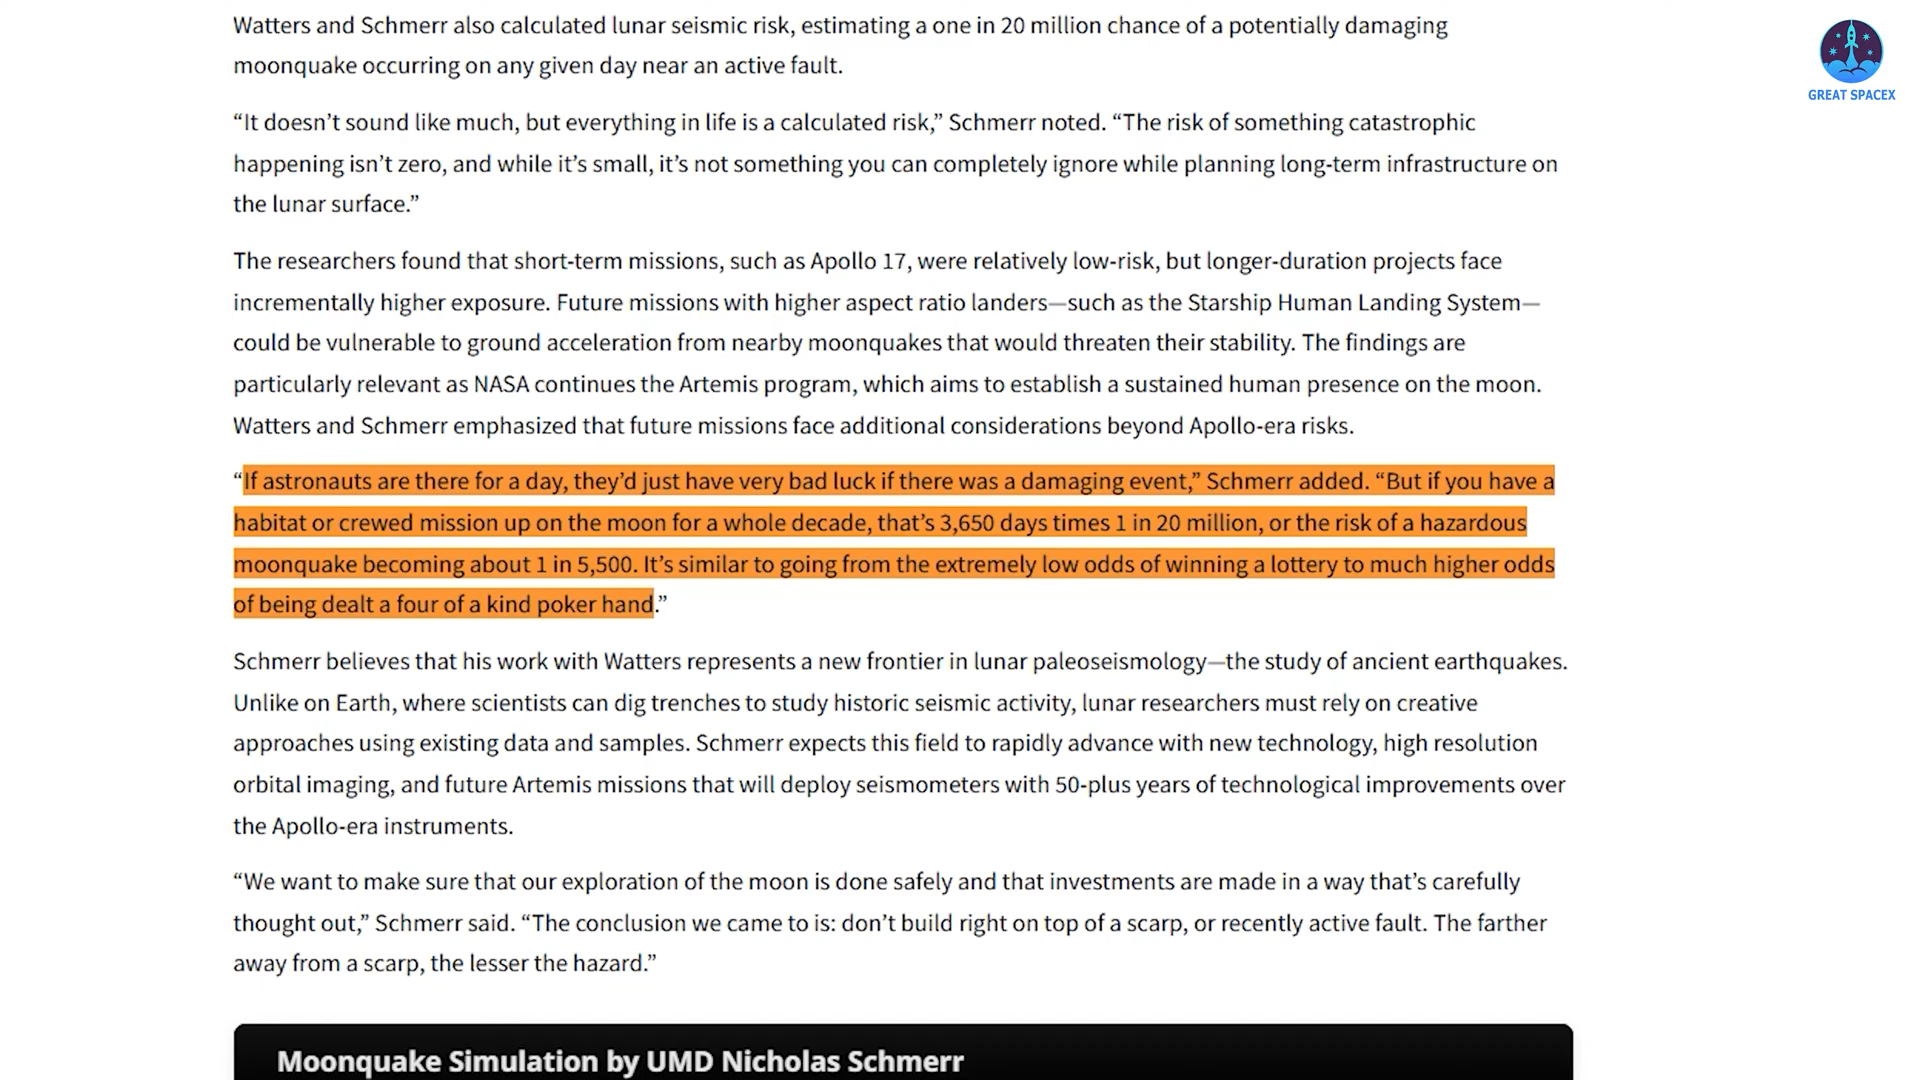 Watters and Schmerr also calculated lunar seismic risk, estimating a one in 20 million chance of a potentially damaging
moonquake occurring on any given day near an active fault.
“It doesn’t sound like much, but everything in life is a calculated risk,” Schmerr noted. “The risk of something catastrophic
happening isn’t zero, and while it’s small, it’s not something you can completely ignore while planning long-term infrastructure on
the lunar surface.”
The researchers found that short-term missions, such as Apollo 17, were relatively low-risk, but longer-duration projects face
incrementally higher exposure. Future missions with higher aspect ratio landers—such as the Starship Human Landing System—
could be vulnerable to ground acceleration from nearby moonquakes that would threaten their stability. The findings are
particularly relevant as NASA continues the Artemis program, which aims to establish a sustained human presence on the moon.
Watters and Schmerr emphasized that future missions face additional considerations beyond Apollo-era risks.
“If astronauts are there for a day, they’d just have very bad luck if there was a damaging event,” Schmerr added. “But if you have a
habitat or crewed mission up on the moon for a whole decade, that’s 3,650 days times 1 in 20 million, or the risk of a hazardous
moonquake becoming about 1 in 5,500. It’s similar to going from the extremely low odds of winning a lottery to much higher odds
of being dealt a four of a kind poker hand.”
Schmerr believes that his work with Watters represents a new frontier in lunar paleoseismology—the study of ancient earthquakes.
Unlike on Earth, where scientists can dig trenches to study historic seismic activity, lunar researchers must rely on creative
approaches using existing data and samples. Schmerr expects this field to rapidly advance with new technology, high resolution
orbital imaging, and future Artemis missions that will deploy seismometers with 50-plus years of technological improvements over
the Apollo-era instruments.
“We want to make sure that our exploration of the moon is done safely and that investments are made in a way that’s carefully
thought out,” Schmerr said. “The conclusion we came to is: don’t build right on top of a scarp, or recently active fault. The farther
away from a scarp, the lesser the hazard.”
Moonquake Simulation by UMD Nicholas Schmerr
GREAT SPACEX